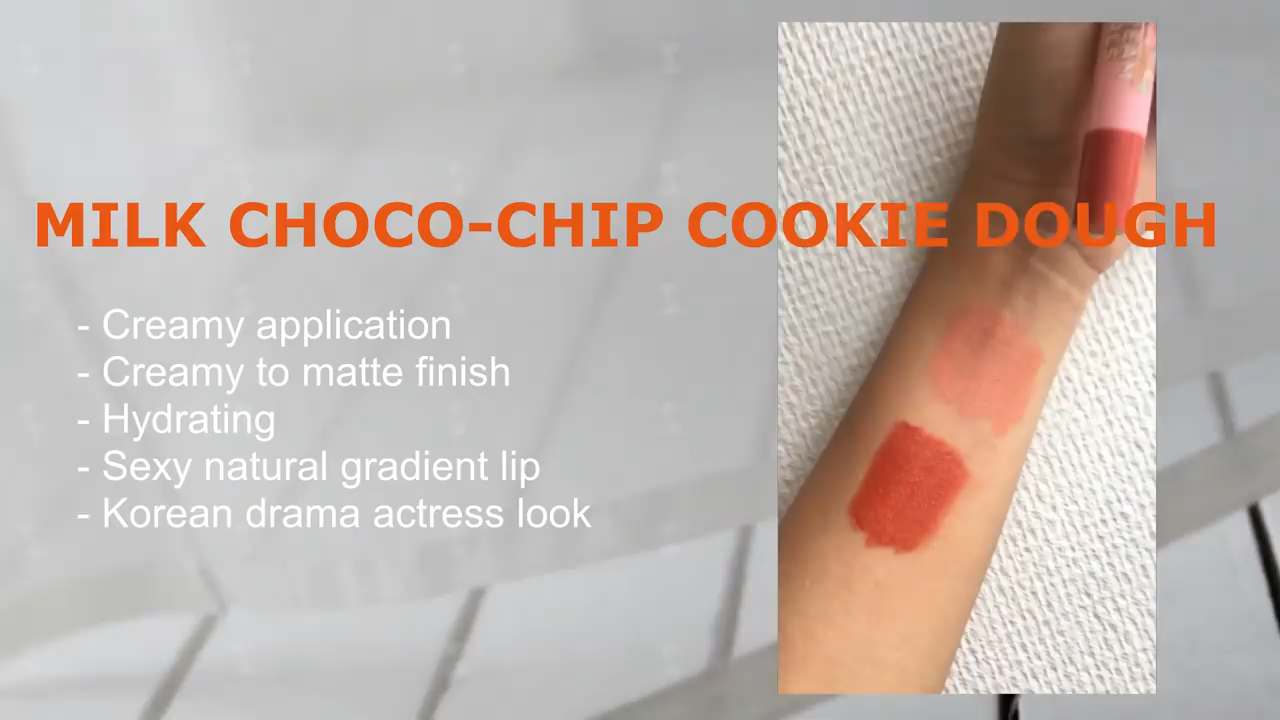 MILK CHOCO-CHIP COOKIE DOUGH
- Creamy application
- Creamy to matte finish
- Hydrating
- Sexy natural gradient lip
- Korean drama actress look